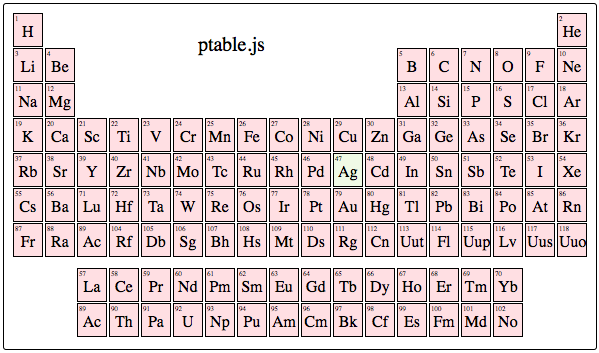 1 2
H He
ptable.js
3 4 5 6 7 8 9 10
Li Be B C N O F Ne
11 12 13 14 15 16 17 18
Na Mg Al Si P S Cl Ar
19 20 21 22 23 24 25 26 27 28 29 30 31 32 33 34 35 36
K Ca Sc Ti V Cr Mn Fe Co Ni Cu Zn Ga Ge As Se Br Kr
37 38 39 40 41 42 43 44 45 46 47 48 49 50 51 52 53 54
Rb Sr Y Zr Nb Mo Tc Ru Rh Pd Ag Cd In Sn Sb Te I Xe
55 56 71 72 73 74 75 76 77 78 79 80 81 82 83 84 85 86
Cs Ba Lu Hf Ta W Re Os Ir Pt Au Hg Tl Pb Bi Po At Rn
87 88 89 104 105 106 107 108 109 110 111 112 113 114 115 116 117 118
Fr Ra Ac Rf Db Sg Bh Hs Mt Ds Rg Cn Uut Fl Uup Lv Uus Uuo
57 58 59 60 61 62 63 64 65 66 67 68 69 70
La Ce Pr Nd Pm Sm Eu Gd Tb Dy Ho Er Tm Yb
89 90 91 92 93 94 95 96 97 98 99 100 101 102
Ac Th Pa U Np Pu Am Cm Bk Cf Es Fm Md No